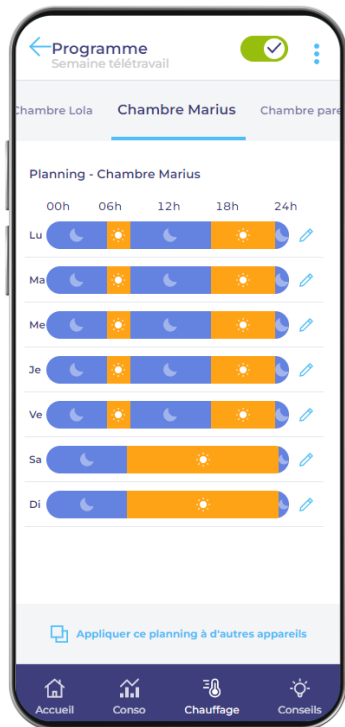 Programme
Semaine télétravail
Chambre Lola Chambre Marius Chambre pare
Planning - Chambre Marius
00h 06h 12h 18h 24h
Lu
Ma
Me
Je
Ve
Sa
Di
Appliquer ce planning à d'autres appareils
Accueil Conso Chauffage Conseils